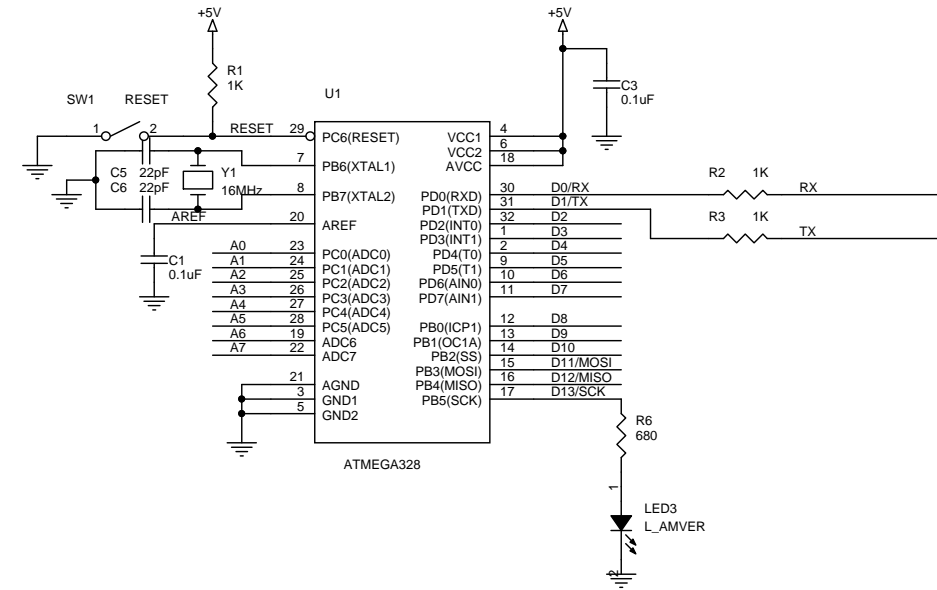 +5V
+5V
R1
1K
U1
C3
0.1uF
SW1 RESET
1 2 RESET 29 PC6(RESET)
VCC1 4
VCC2 6
AVCC 18
7 PB6(XTAL1)
C5 22pF
C6 22pF
Y1
16MHz
8 PB7(XTAL2)
AREF 20 AREF
C1
0.1uF
A0 23 PC0(ADC0)
A1 24 PC1(ADC1)
A2 25 PC2(ADC2)
A3 26 PC3(ADC3)
A4 27 PC4(ADC4)
A5 28 PC5(ADC5)
A6 19 ADC6
A7 22 ADC7
21 AGND
3 GND1
5 GND2
PD0(RXD) 30 D0/RX
PD1(TXD) 31 D1/TX
PD2(INT0) 32 D2
PD3(INT1) 1 D3
PD4(T0) 2 D4
PD5(T1) 9 D5
PD6(AIN0) 10 D6
PD7(AIN1) 11 D7
PB0(ICP1) 12 D8
PB1(OC1A) 13 D9
PB2(SS) 14 D10
PB3(MOSI) 15 D11/MOSI
PB4(MISO) 16 D12/MISO
PB5(SCK) 17 D13/SCK
R2 1K RX
R3 1K TX
ATMEGA328
R6
680
1
LED3
L_AMVER
2